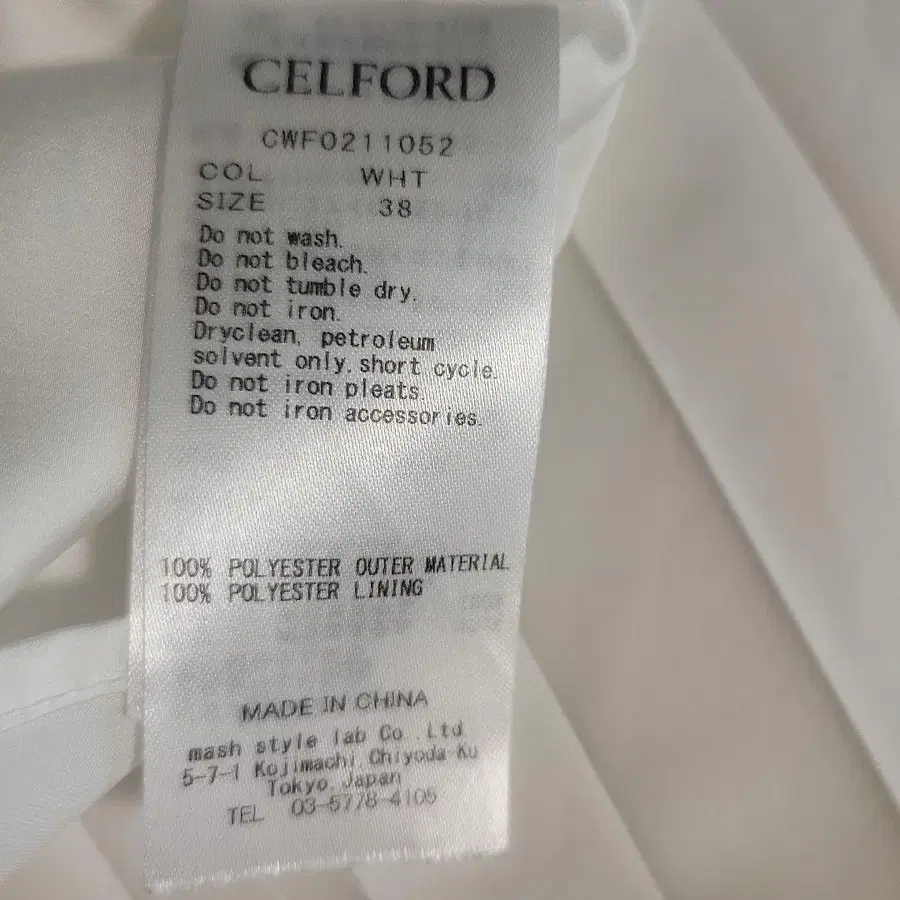 CELFORD
CWF0211052
COL WHT
SIZE 38
Do not wash.
Do not bleach.
Do not tumble dry.
Do not iron.
Dryclean, petroleum
solvent only, short cycle.
Do not iron pleats.
Do not iron accessories.
100% POLYESTER OUTER MATERIAL
100% POLYESTER LINING
MADE IN CHINA
mash style lab Co.,Ltd
5-7-1 Kojimachi, Chiyoda-Ku
Tokyo, Japan
TEL 03-5778-4105